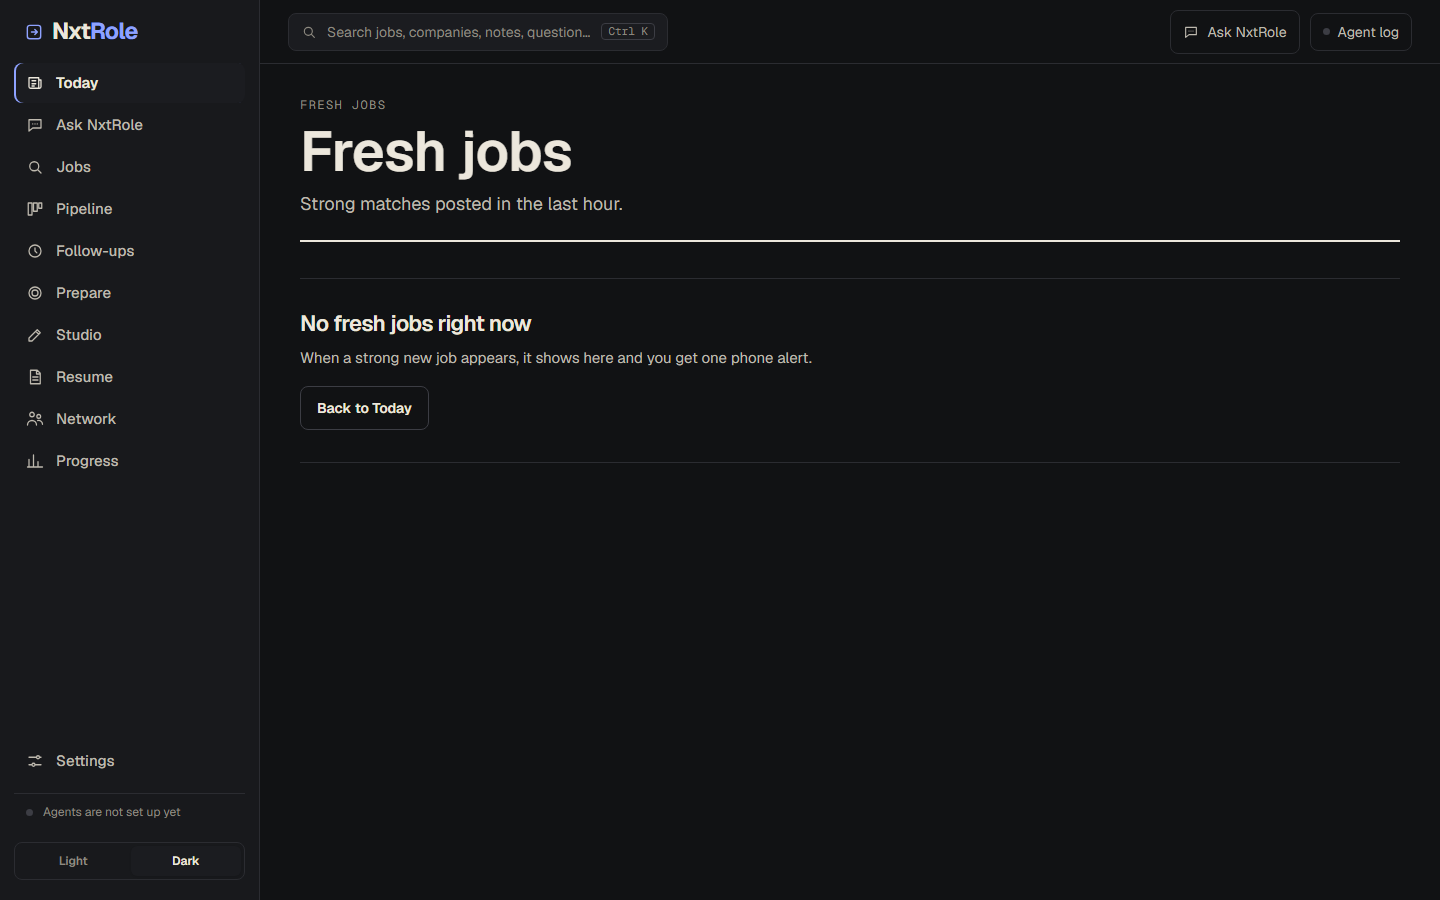 NxtRole
Search jobs, companies, notes, question... Ctrl K
Ask NxtRole
Agent log
Today
Ask NxtRole
Jobs
Pipeline
Follow-ups
Prepare
Studio
Resume
Network
Progress
Settings
Agents are not set up yet
Light
Dark
FRESH JOBS
Fresh jobs
Strong matches posted in the last hour.
No fresh jobs right now
When a strong new job appears, it shows here and you get one phone alert.
Back to Today